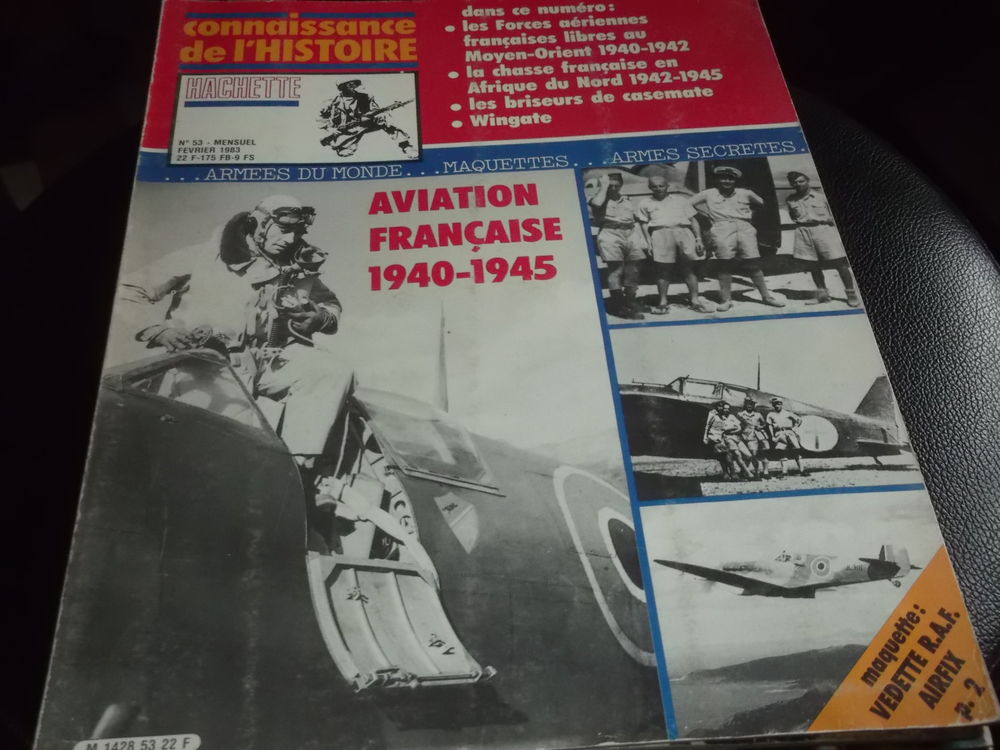 connaissance
de l'HISTOIRE
HACHETTE
N° 53 - MENSUEL
FEVRIER 1983
22 F-175 FB-9 FS
dans ce numéro :
• les Forces aériennes
françaises libres au
Moyen-Orient 1940-1942
• la chasse française en
Afrique du Nord 1942-1945
• les briseurs de casemate
• Wingate
...ARMEES DU MONDE...MAQUETTES...ARMES SECRETES.
AVIATION
FRANÇAISE
1940-1945
maquette :
VEDETTE R.A.F.
AIRFIX
p. 2
M 1428 53 22 F